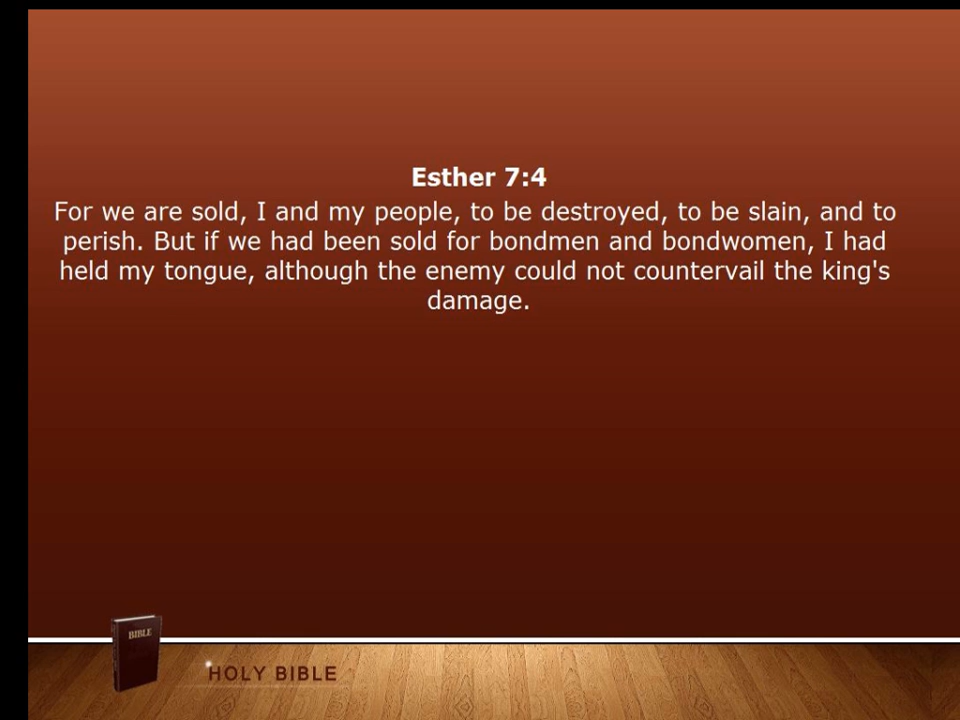 Esther 7:4
For we are sold, I and my people, to be destroyed, to be slain, and to
perish. But if we had been sold for bondmen and bondwomen, I had
held my tongue, although the enemy could not countervail the king's
damage.
BIBLE
HOLY BIBLE